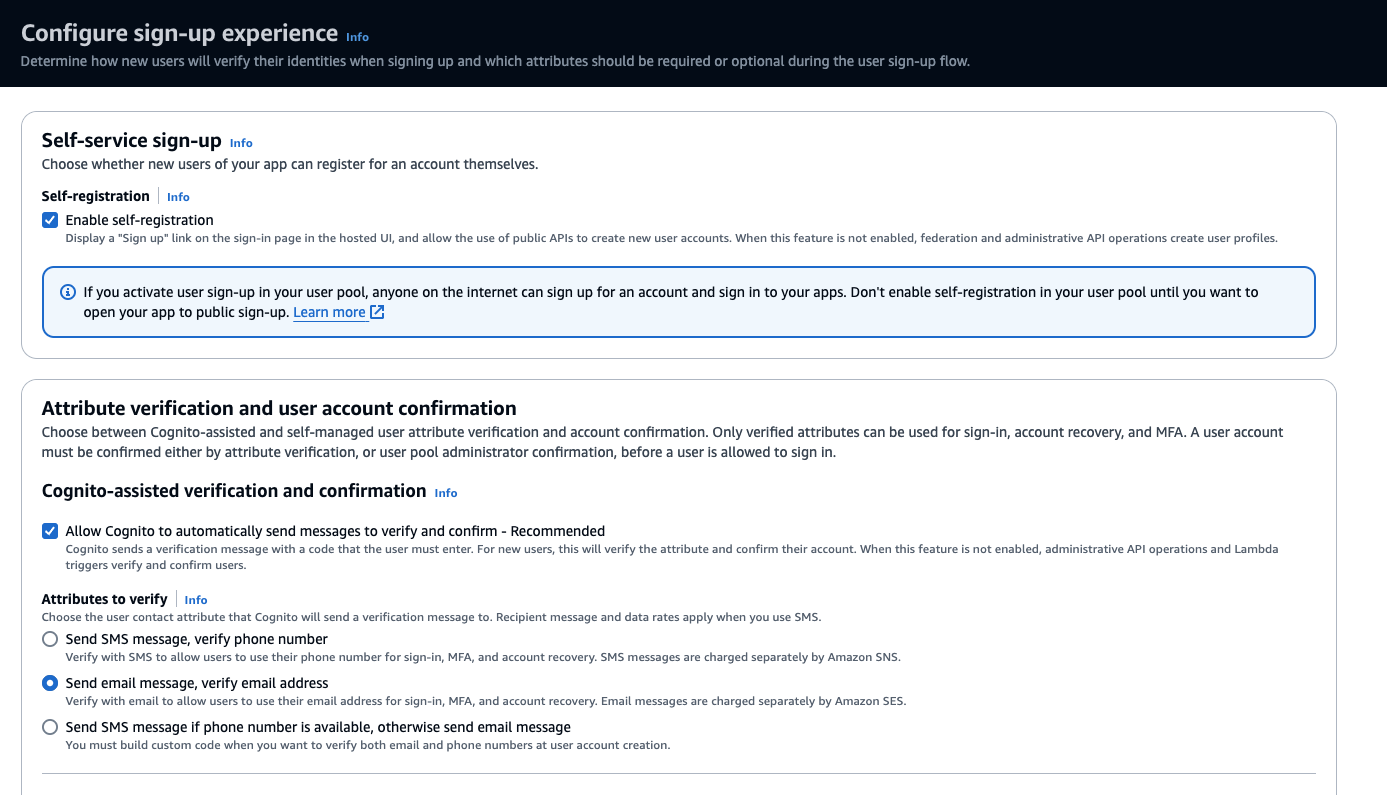 Configure sign-up experience Info
Determine how new users will verify their identities when signing up and which attributes should be required or optional during the user sign-up flow.
Self-service sign-up Info
Choose whether new users of your app can register for an account themselves.
Self-registration Info
Enable self-registration
Display a "Sign up" link on the sign-in page in the hosted UI, and allow the use of public APIs to create new user accounts. When this feature is not enabled, federation and administrative API operations create user profiles.
If you activate user sign-up in your user pool, anyone on the internet can sign up for an account and sign in to your apps. Don't enable self-registration in your user pool until you want to
open your app to public sign-up. Learn more
Attribute verification and user account confirmation
Choose between Cognito-assisted and self-managed user attribute verification and account confirmation. Only verified attributes can be used for sign-in, account recovery, and MFA. A user account
must be confirmed either by attribute verification, or user pool administrator confirmation, before a user is allowed to sign in.
Cognito-assisted verification and confirmation Info
Allow Cognito to automatically send messages to verify and confirm - Recommended
Cognito sends a verification message with a code that the user must enter. For new users, this will verify the attribute and confirm their account. When this feature is not enabled, administrative API operations and Lambda
triggers verify and confirm users.
Attributes to verify Info
Choose the user contact attribute that Cognito will send a verification message to. Recipient message and data rates apply when you use SMS.
Send SMS message, verify phone number
Verify with SMS to allow users to use their phone number for sign-in, MFA, and account recovery. SMS messages are charged separately by Amazon SNS.
Send email message, verify email address
Verify with email to allow users to use their email address for sign-in, MFA, and account recovery. Email messages are charged separately by Amazon SES.
Send SMS message if phone number is available, otherwise send email message
You must build custom code when you want to verify both email and phone numbers at user account creation.